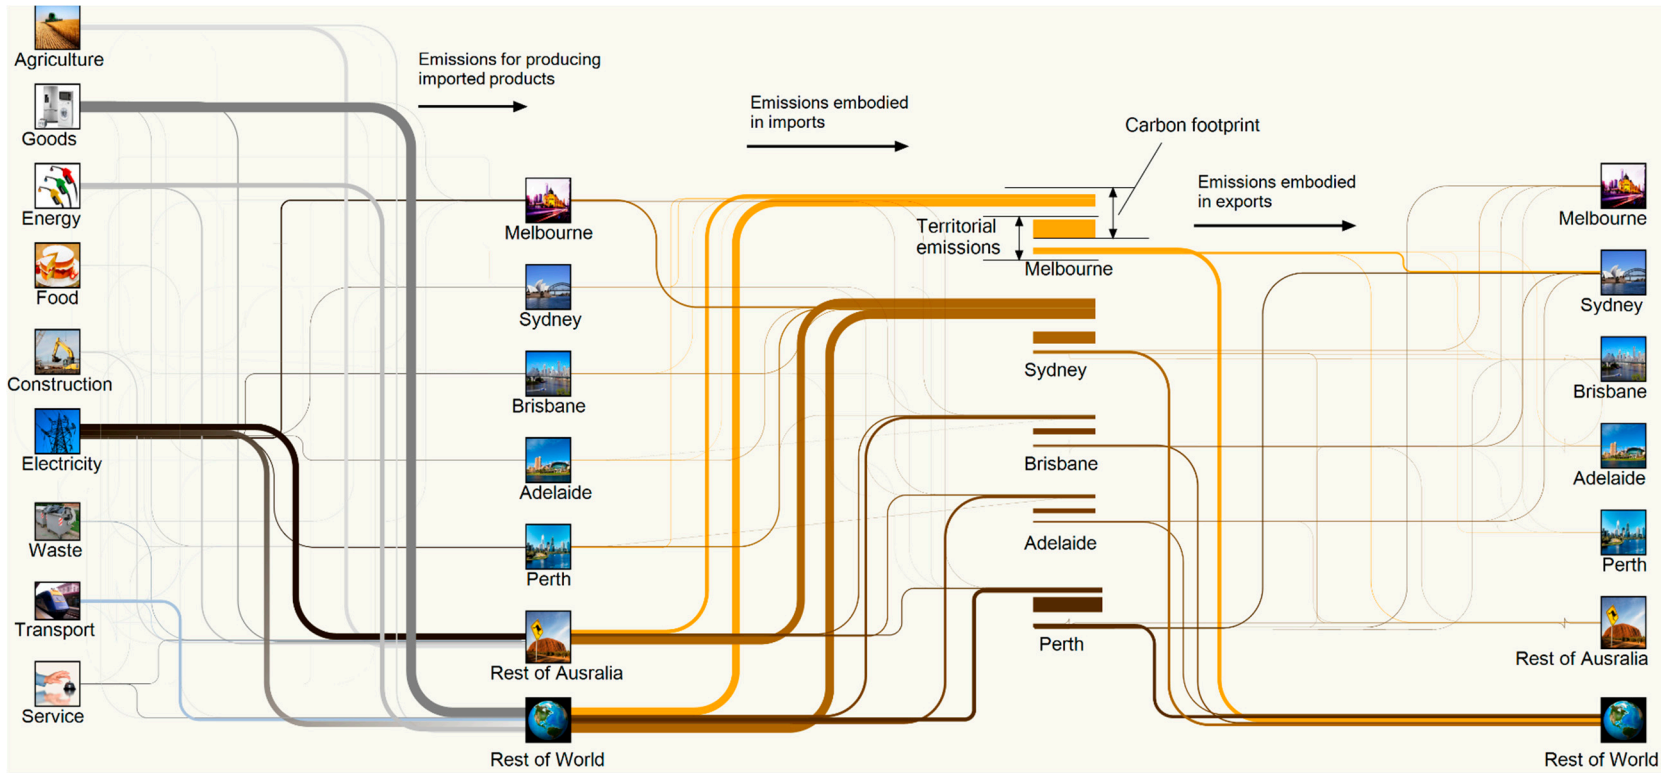 Agriculture
Goods
Energy
Food
Construction
Electricity
Waste
Transport
Service
Emissions for producing
imported products
Melbourne
Sydney
Brisbane
Adelaide
Perth
Rest of Ausralia
Rest of World
Emissions embodied
in imports
Carbon footprint
Territorial
emissions
Melbourne
Sydney
Brisbane
Adelaide
Perth
Emissions embodied
in exports
Melbourne
Sydney
Brisbane
Adelaide
Perth
Rest of Ausralia
Rest of World